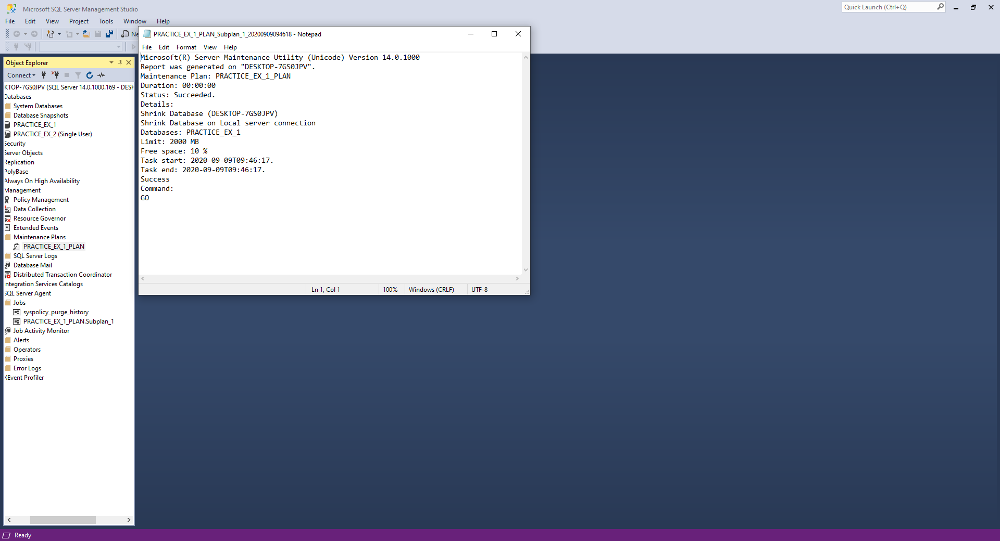 Microsoft SQL Server Management Studio
Quick Launch (Ctrl+Q)
File Edit View Project Tools Window Help
Ne
PRACTICE_EX_1_PLAN_Subplan_1_20200909094618 - Notepad
File Edit Format View Help
Microsoft(R) Server Maintenance Utility (Unicode) Version 14.0.1000
Report was generated on "DESKTOP-7GS0JPV".
Maintenance Plan: PRACTICE_EX_1_PLAN
Duration: 00:00:00
Status: Succeeded.
Details:
Shrink Database (DESKTOP-7GS0JPV)
Shrink Database on Local server connection
Databases: PRACTICE_EX_1
Limit: 2000 MB
Free space: 10 %
Task start: 2020-09-09T09:46:17.
Task end: 2020-09-09T09:46:17.
Success
Command:
GO
Ln 1, Col 1 100% Windows (CRLF) UTF-8
Object Explorer
Connect
KTOP-7GS0JPV (SQL Server 14.0.1000.169 - DESK
Databases
System Databases
Database Snapshots
PRACTICE_EX_1
PRACTICE_EX_2 (Single User)
Security
Server Objects
Replication
PolyBase
Always On High Availability
Management
Policy Management
Data Collection
Resource Governor
Extended Events
Maintenance Plans
PRACTICE_EX_1_PLAN
SQL Server Logs
Database Mail
Distributed Transaction Coordinator
ntegration Services Catalogs
SQL Server Agent
Jobs
syspolicy_purge_history
PRACTICE_EX_1_PLAN.Subplan_1
Job Activity Monitor
Alerts
Operators
Proxies
Error Logs
XEvent Profiler
Ready